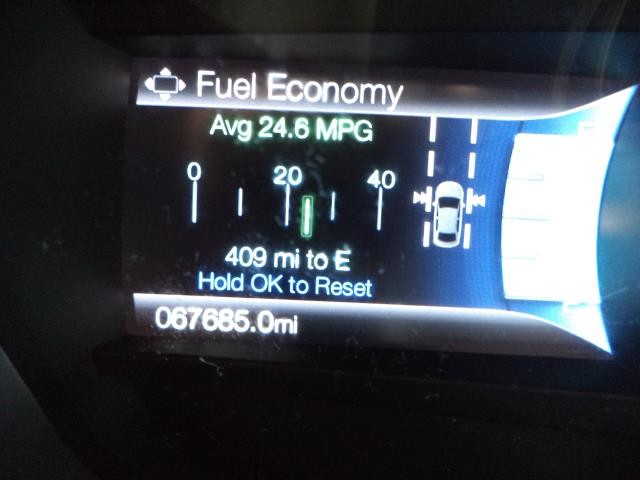 Fuel Economy
Avg 24.6 MPG
0 20 40
409 mi to E
Hold OK to Reset
067685.0mi